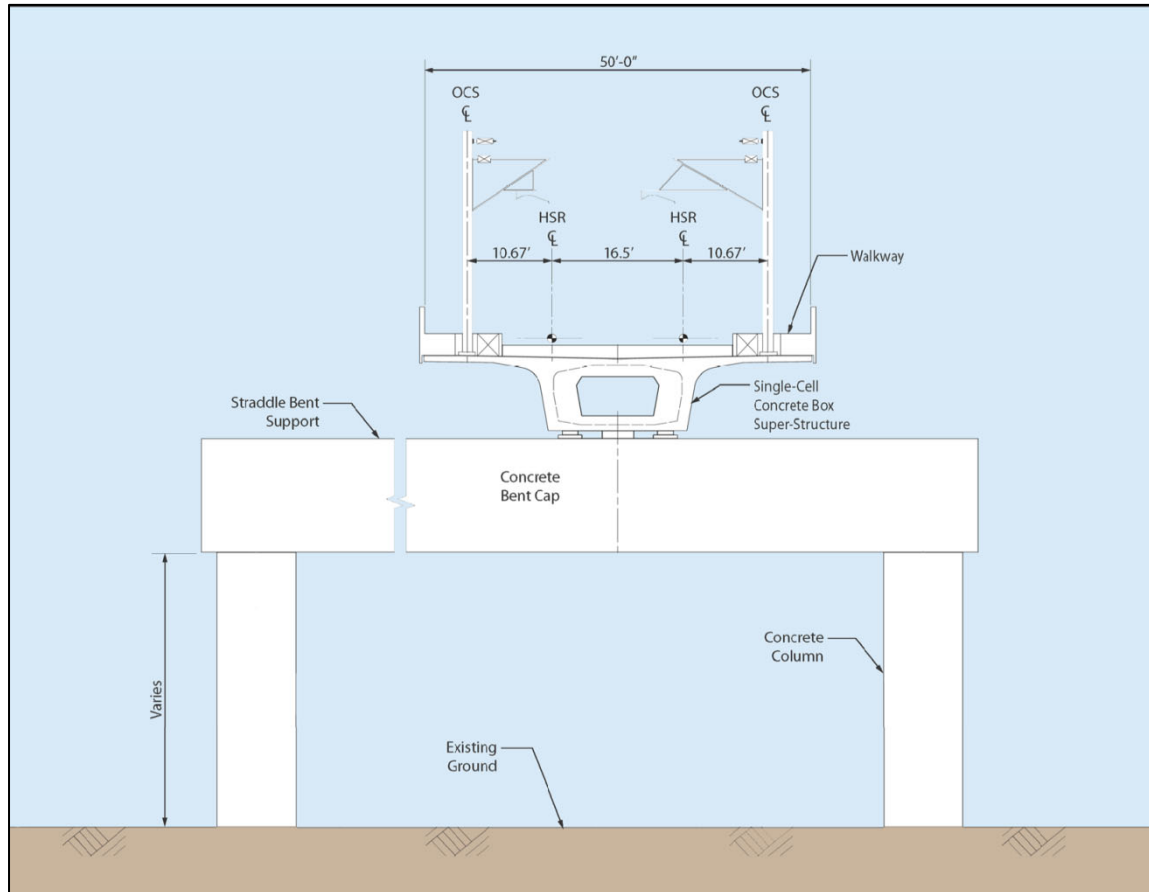 50'-0"
OCS
℄
OCS
℄
HSR
℄
HSR
℄
10.67'
16.5'
10.67'
Walkway
Single-Cell
Concrete Box
Super-Structure
Straddle Bent
Support
Concrete
Bent Cap
Concrete
Column
Varies
Existing
Ground